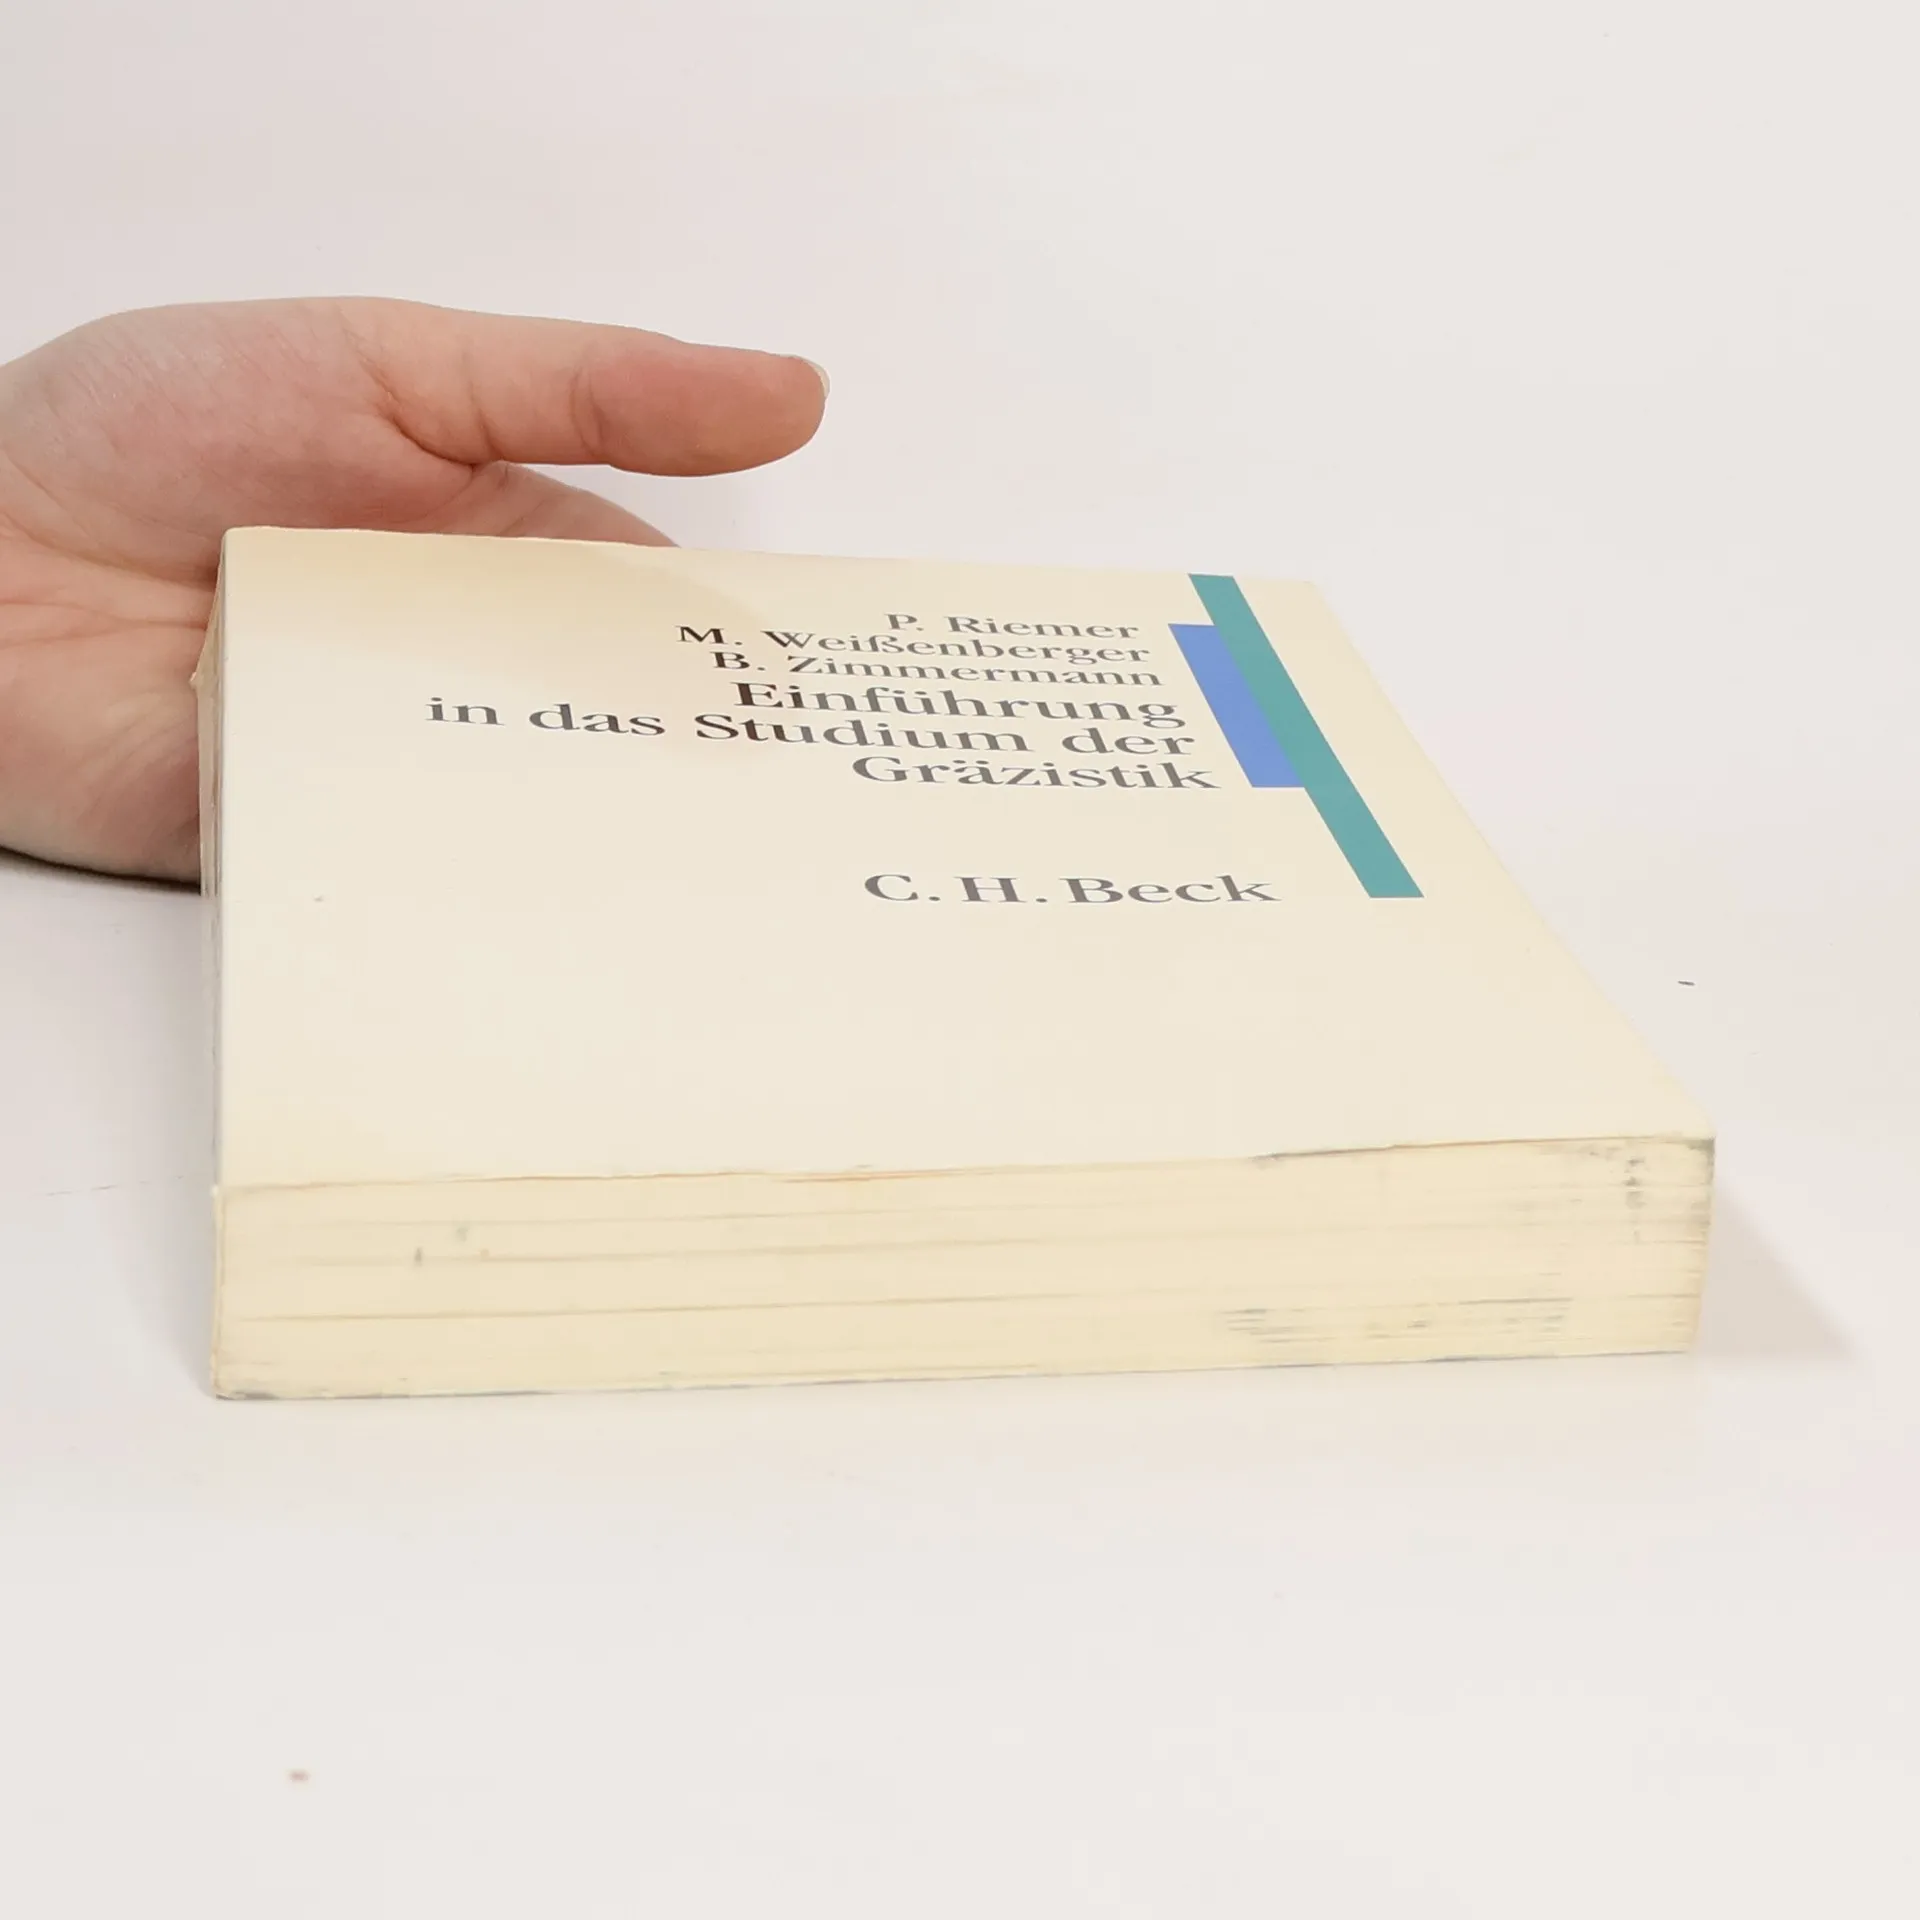 P. Riemer
M. Weißenberger
B. Zimmermann
Einführung
in das Studium der
Gräzistik
C.H.Beck